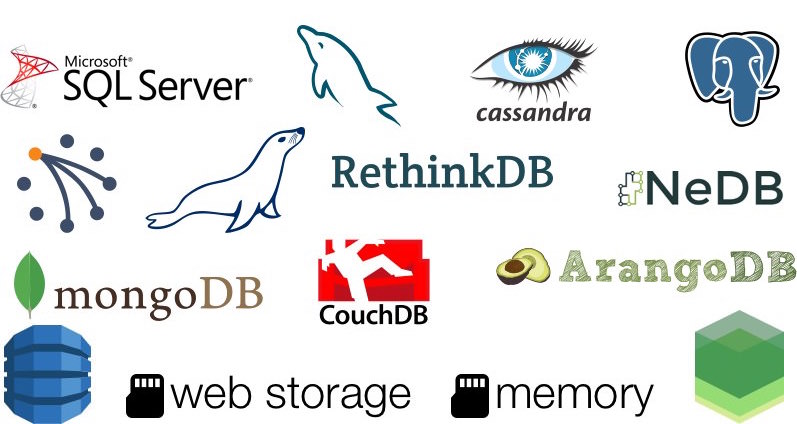 Microsoft®
SQL Server®
®
cassandra
RethinkDB
NeDB
mongoDB
CouchDB
ArangoDB
web storage
memory